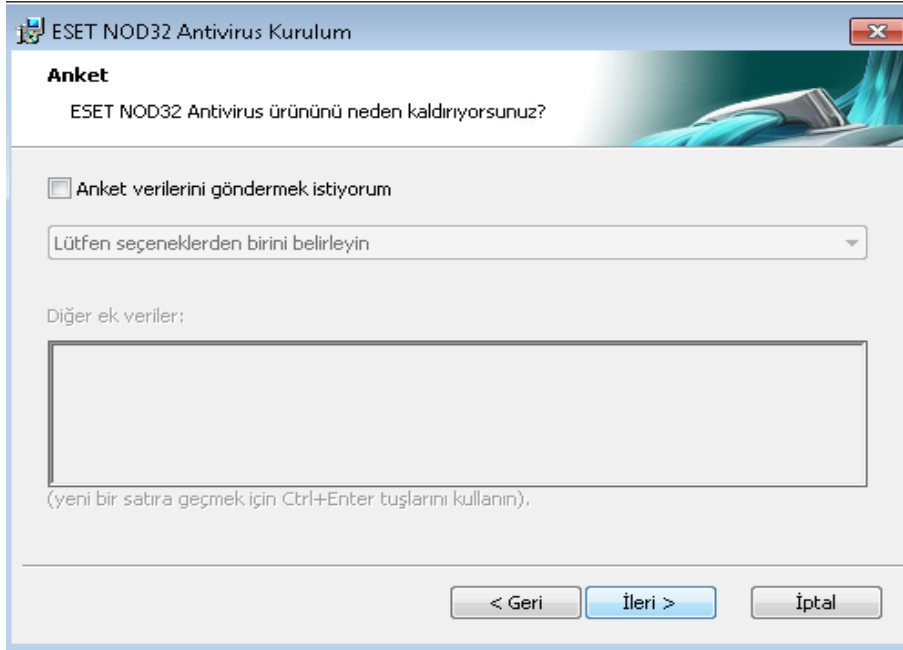 ESET NOD32 Antivirus Kurulum
Anket
ESET NOD32 Antivirus ürününü neden kaldırıyorsunuz?
Anket verilerini göndermek istiyorum
Lütfen seçeneklerden birini belirleyin
Diğer ek veriler:
(yeni bir satıra geçmek için Ctrl+Enter tuşlarını kullanın).
< Geri İleri > İptal